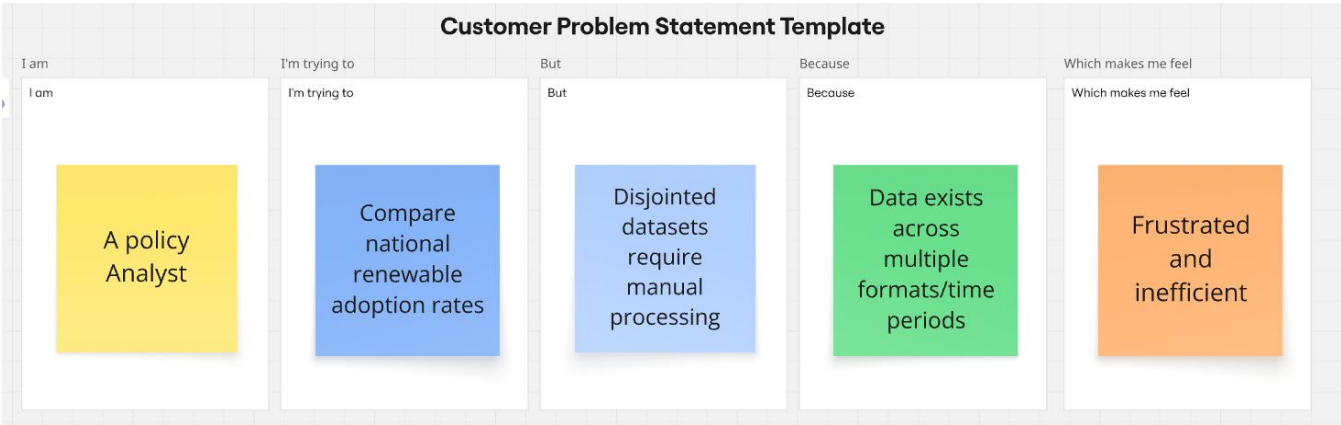 Customer Problem Statement Template
I am
I'm trying to
But
Because
Which makes me feel
I am
I'm trying to
But
Because
Which makes me feel
A policy
Analyst
Compare
national
renewable
adoption rates
Disjointed
datasets
require
manual
processing
Data exists
across
multiple
formats/time
periods
Frustrated
and
inefficient